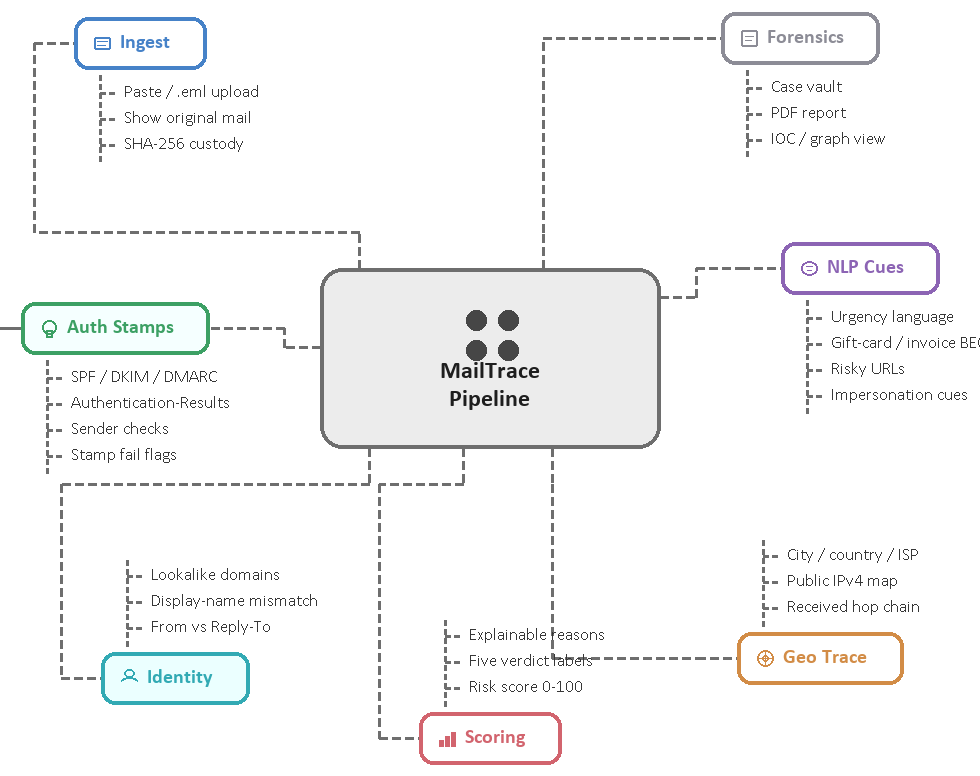 Ingest
Paste / .eml upload
Show original mail
SHA-256 custody
Forensics
Case vault
PDF report
IOC / graph view
NLP Cues
Urgency language
Gift-card / invoice BEC
Risky URLs
Impersonation cues
Auth Stamps
SPF / DKIM / DMARC
Authentication-Results
Sender checks
Stamp fail flags
MailTrace
Pipeline
Lookalike domains
Display-name mismatch
From vs Reply-To
Identity
Explainable reasons
Five verdict labels
Risk score 0-100
Scoring
City / country / ISP
Public IPv4 map
Received hop chain
Geo Trace